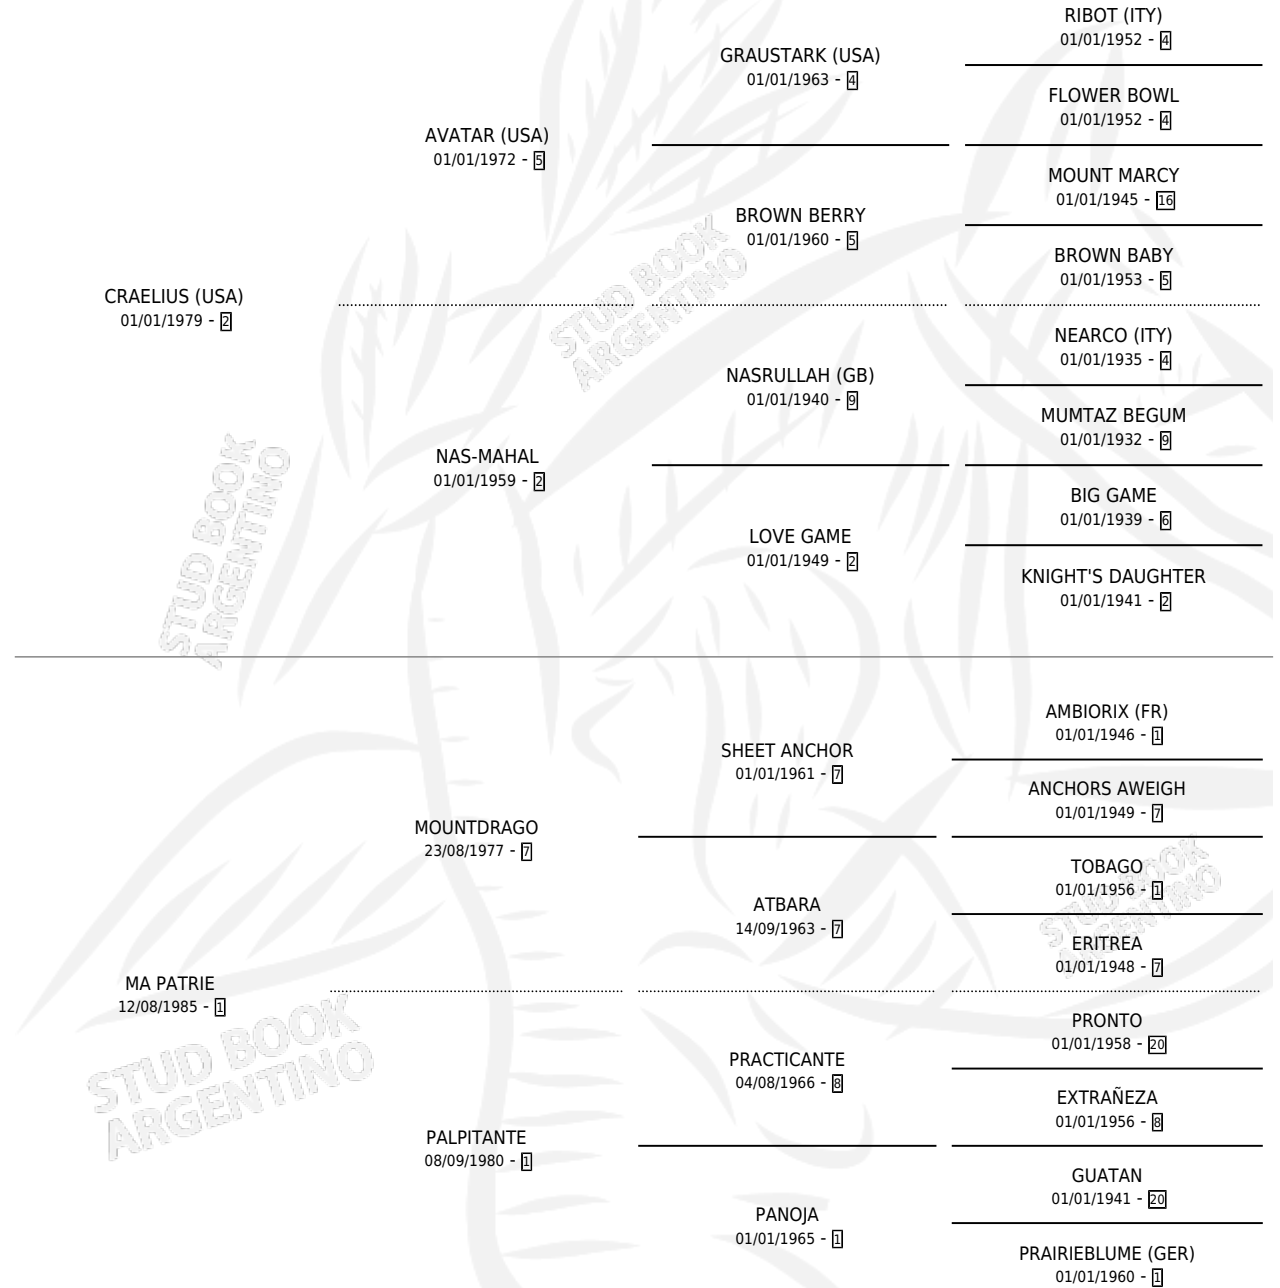 RIBOT (ITY)
01/01/1952 - 4
GRAUSTARK (USA)
01/01/1963 - 4
FLOWER BOWL
01/01/1952 - 4
AVATAR (USA)
01/01/1972 - 5
MOUNT MARCY
01/01/1945 - 16
BROWN BERRY
01/01/1960 - 5
BROWN BABY
01/01/1953 - 5
CRAELIUS (USA)
01/01/1979 - 2
NEARCO (ITY)
01/01/1935 - 4
NASRULLAH (GB)
01/01/1940 - 9
MUMTAZ BEGUM
01/01/1932 - 9
NAS-MAHAL
01/01/1959 - 2
BIG GAME
01/01/1939 - 6
LOVE GAME
01/01/1949 - 2
KNIGHT'S DAUGHTER
01/01/1941 - 2
AMBIORIX (FR)
01/01/1946 - 1
SHEET ANCHOR
01/01/1961 - 7
ANCHORS AWEIGH
01/01/1949 - 7
MOUNTDRAGO
23/08/1977 - 7
TOBAGO
01/01/1956 - 1
ATBARA
14/09/1963 - 7
ERITREA
01/01/1948 - 7
MA PATRIE
12/08/1985 - 1
PRONTO
01/01/1958 - 20
PRACTICANTE
04/08/1966 - 8
EXTRAÑEZA
01/01/1956 - 8
PALPITANTE
08/09/1980 - 1
GUATAN
01/01/1941 - 20
PANOJA
01/01/1965 - 1
PRAIRIEBLUME (GER)
01/01/1960 - 1
STUD BOOK
ARGENTINO
STUD BOOK
ARGENTINO
STUD BOOK
ARGENTINO
STUD BOOK
ARGENTINO